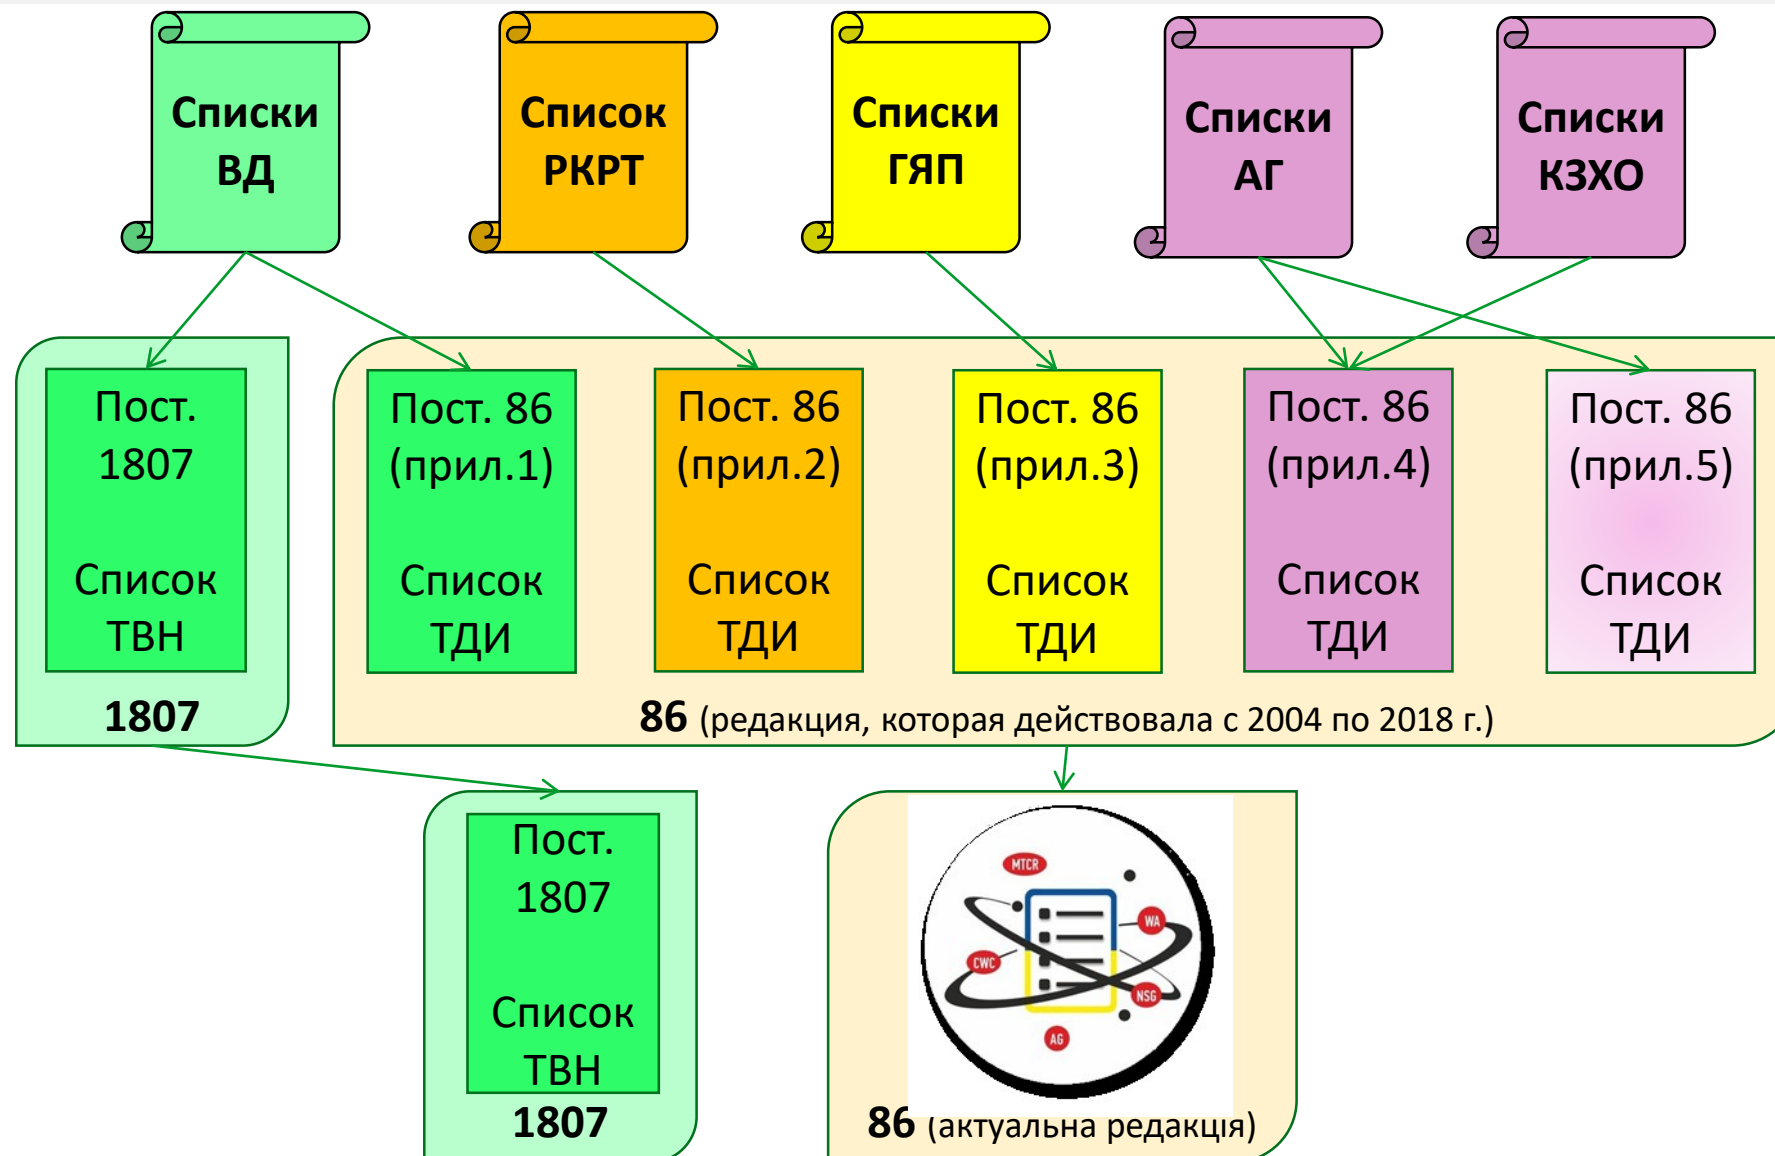 Списки
ВД
Список
РКРТ
Списки
ГЯП
Списки
АГ
Списки
КЗХО
Пост.
1807
Список
ТВН
1807
Пост. 86
(прил.1)
Список
ТДИ
Пост. 86
(прил.2)
Список
ТДИ
Пост. 86
(прил.3)
Список
ТДИ
Пост. 86
(прил.4)
Список
ТДИ
Пост. 86
(прил.5)
Список
ТДИ
86 (редакция, которая действовала с 2004 по 2018 г.)
Пост.
1807
Список
ТВН
1807
MTCR
WA
CWC
NSG
AG
86 (актуальна редакція)